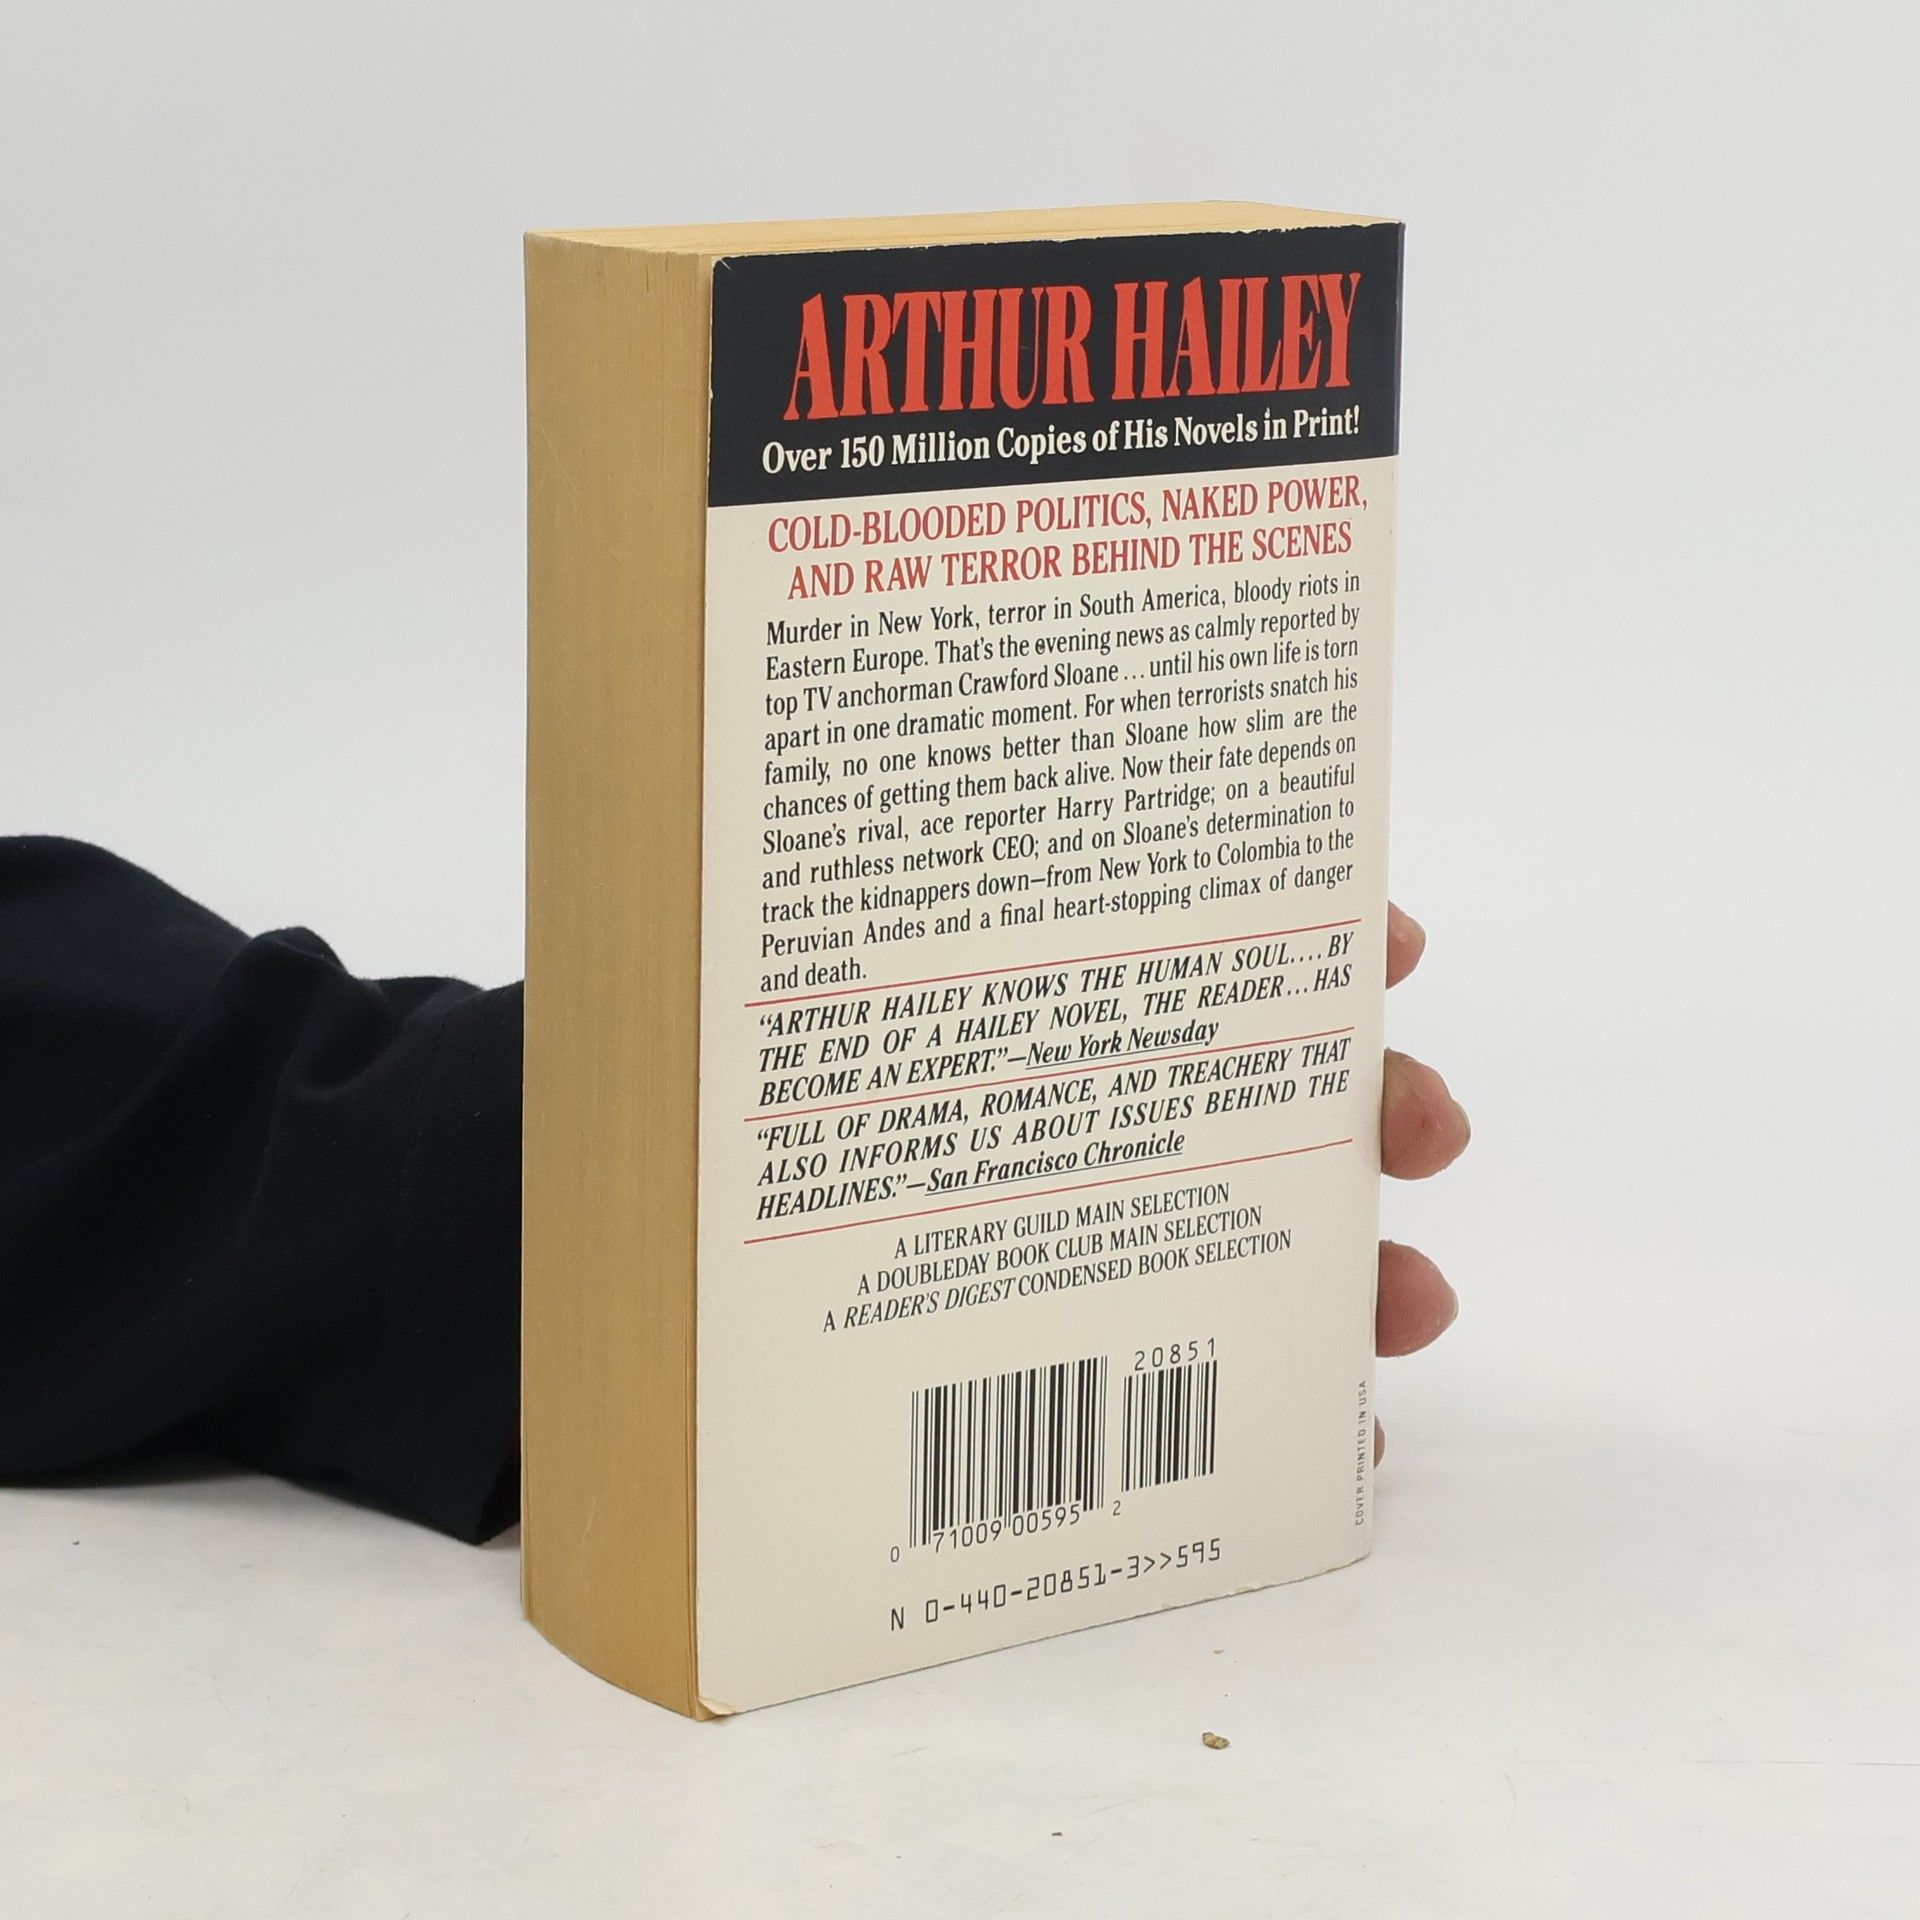 ARTHUR HAILEY
Over 150 Million Copies of His Novels in Print!
COLD-BLOODED POLITICS, NAKED POWER,
AND RAW TERROR BEHIND THE SCENES
Murder in New York, terror in South America, bloody riots in
Eastern Europe. That's the evening news as calmly reported by
top TV anchorman Crawford Sloane...until his own life is torn
apart in one dramatic moment. For when terrorists snatch his
family, no one knows better than Sloane how slim are the
chances of getting them back alive. Now their fate depends on
Sloane's rival, ace reporter Harry Partridge; on a beautiful
and ruthless network CEO; and on Sloane's determination to
track the kidnappers down—from New York to Colombia to the
Peruvian Andes and a final heart-stopping climax of danger
and death.
“ARTHUR HAILEY KNOWS THE HUMAN SOUL....BY
THE END OF A HAILEY NOVEL, THE READER...HAS
BECOME AN EXPERT.”—New York Newsday
“FULL OF DRAMA, ROMANCE, AND TREACHERY THAT
ALSO INFORMS US ABOUT ISSUES BEHIND THE
HEADLINES.”—San Francisco Chronicle
A LITERARY GUILD MAIN SELECTION
A DOUBLEDAY BOOK CLUB MAIN SELECTION
A READER'S DIGEST CONDENSED BOOK SELECTION
20851
0 71009 00595 2
N 0-440-20851-3>>595
COVER PRINTED IN USA